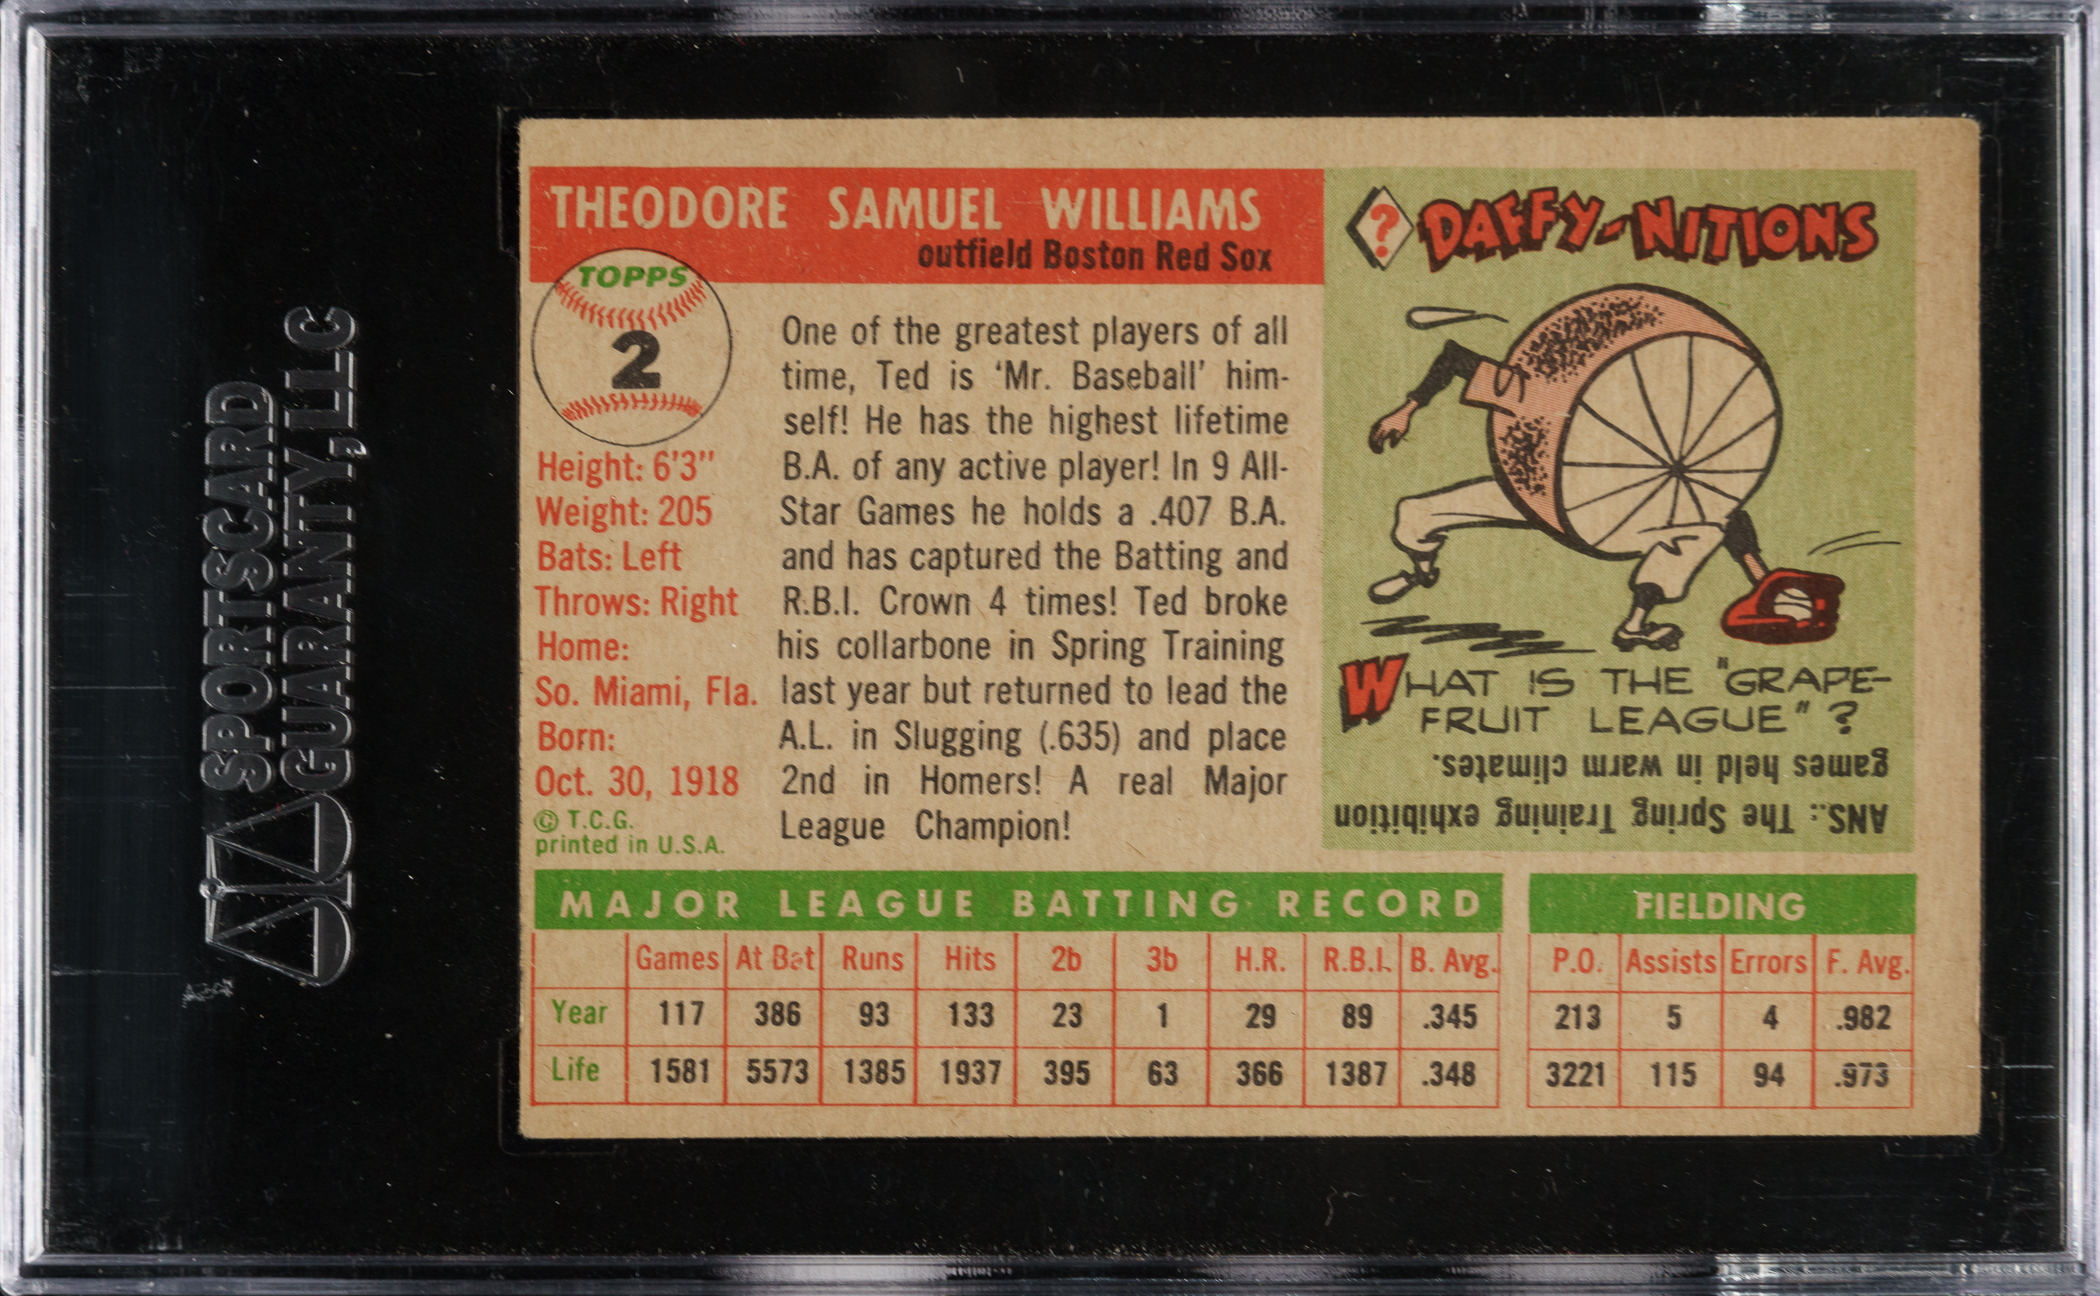 SPORTSCARD
GUARANTY, LLC
THEODORE SAMUEL WILLIAMS
outfield Boston Red Sox
TOPPS
2
Height: 6'3"
Weight: 205
Bats: Left
Throws: Right
Home:
So. Miami, Fla.
Born:
Oct. 30, 1918
© T.C.G.
printed in U.S.A.
One of the greatest players of all
time, Ted is ‘Mr. Baseball’ him-
self! He has the highest lifetime
B.A. of any active player! In 9 All-
Star Games he holds a .407 B.A.
and has captured the Batting and
R.B.I. Crown 4 times! Ted broke
his collarbone in Spring Training
last year but returned to lead the
A.L. in Slugging (.635) and place
2nd in Homers! A real Major
League Champion!
? DAFFY-NITIONS
WHAT IS THE "GRAPE-
FRUIT LEAGUE"?
ANS.: The Spring Training exhibition
games held in warm climates.
MAJOR LEAGUE BATTING RECORD
Games At Bat Runs Hits 2b 3b H.R. R.B.I. B. Avg.
Year 117 386 93 133 23 1 29 89 .345
Life 1581 5573 1385 1937 395 63 366 1387 .348
FIELDING
P.O. Assists Errors F. Avg.
213 5 4 .982
3221 115 94 .973